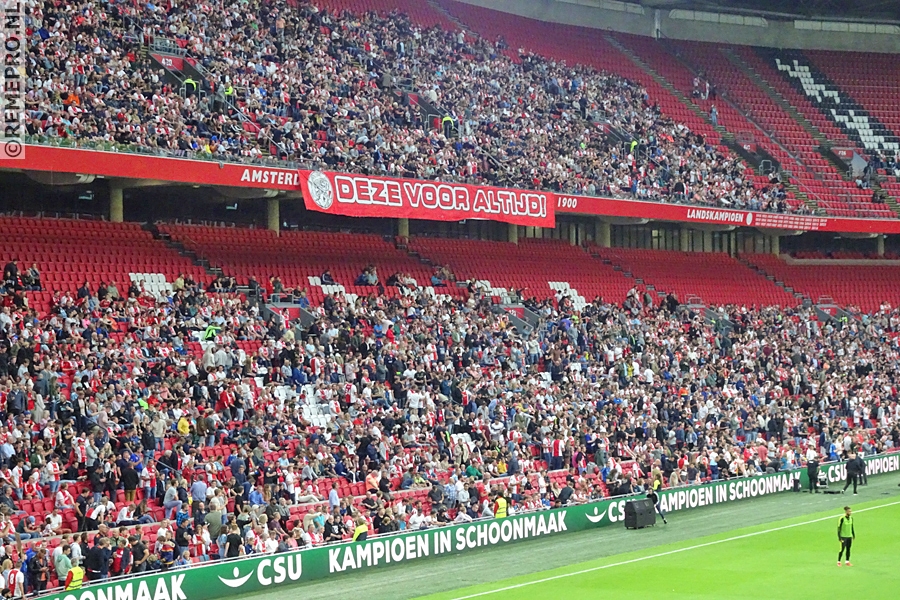 ©REMEPRO.NL
AMSTERD
DEZE VOOR ALTIJD!
1900
LANDSKAMPIOEN
KAMPIOEN IN SCHOONMAAK
CSU
KAMPIOEN IN SCHOONMAAK
CSU
KAMPIOEN IN SCHOONMAAK
CSU
HOONMAAK